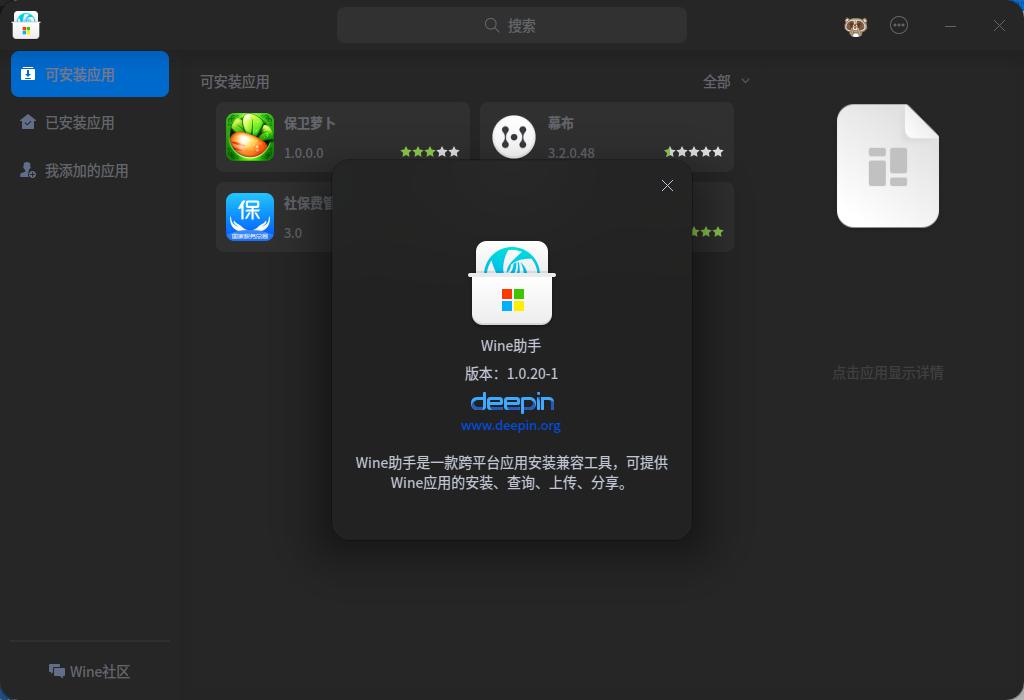 搜索
可安装应用
已安装应用
我添加的应用
Wine社区
可安装应用
全部
保卫萝卜
1.0.0.0
幕布
3.2.0.48
保
社保费管
3.0
点击应用显示详情
Wine助手
版本：1.0.20-1
deepin
www.deepin.org
Wine助手是一款跨平台应用安装兼容工具，可提供
Wine应用的安装、查询、上传、分享。